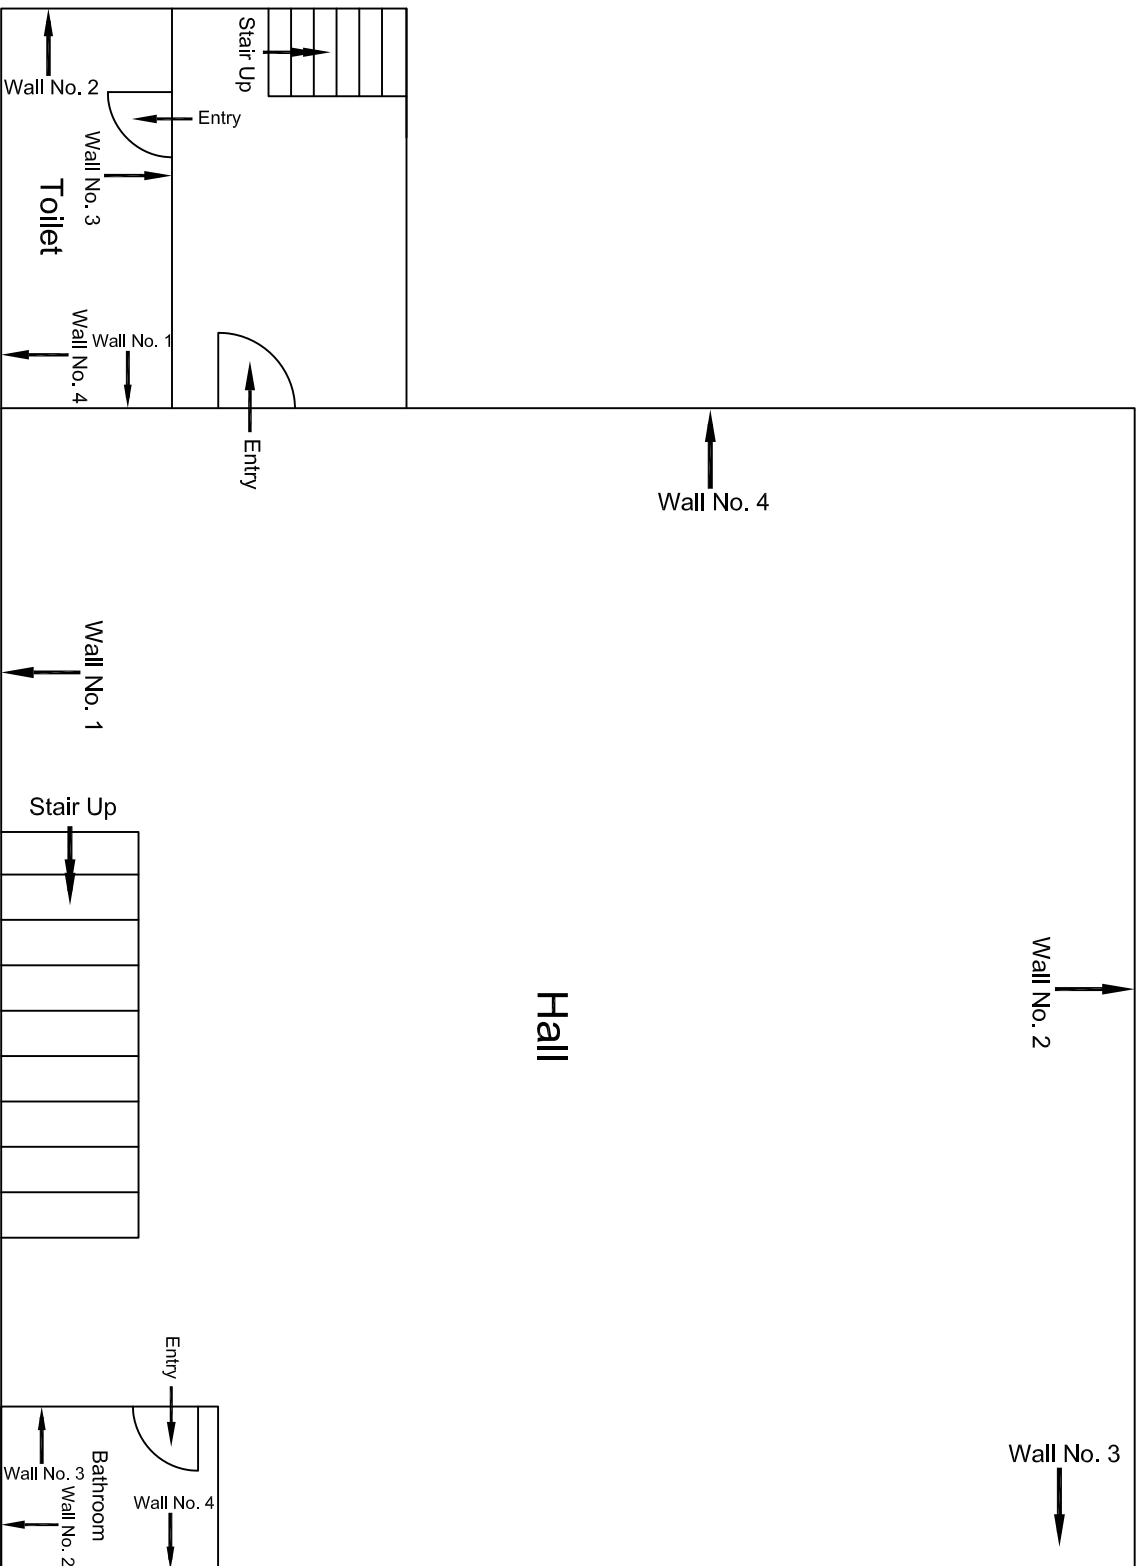 Stair Up
Wall No. 2
Entry
Wall No. 3
Toilet
Wall No. 4
Wall No. 1
Entry
Wall No. 4
Wall No. 1
Stair Up
Wall No. 2
Hall
Entry
Wall No. 3
Wall No. 3
Bathroom
Wall No. 4
Wall No. 2